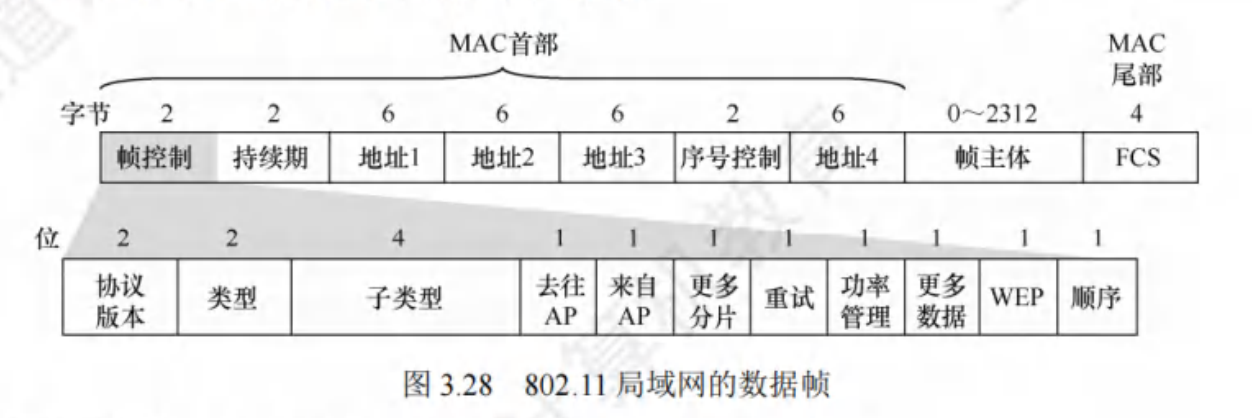 MAC首部
MAC
尾部
字节 2 2 6 6 6 2 6 0～2312 4
帧控制 持续期 地址1 地址2 地址3 序号控制 地址4 帧主体 FCS
位 2 2 4 1 1 1 1 1 1 1 1
协议 类型 子类型 去往 来自 更多 重试 功率 更多 WEP 顺序
版本 AP AP 分片 管理 数据
图 3.28 802.11 局域网的数据帧